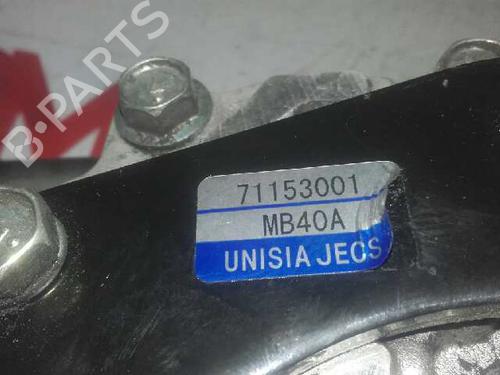 B-PARTS
71153001
MB40A
UNISIA JECS